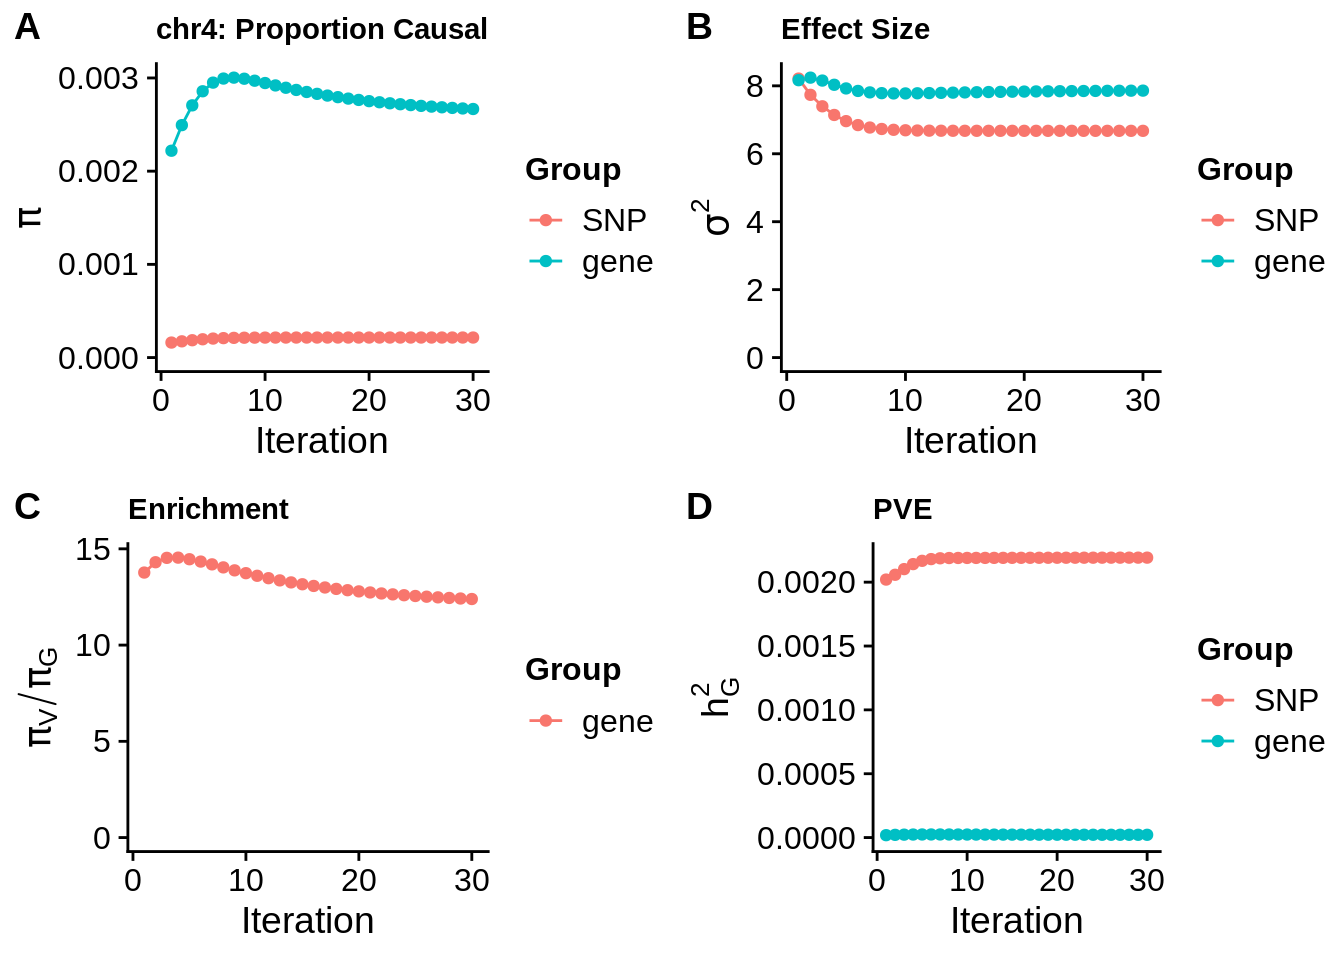 A
chr4: Proportion Causal
π
0.003
0.002
0.001
0.000
0 10 20 30
Iteration
Group
SNP
gene
B
Effect Size
σ²
8
6
4
2
0
0 10 20 30
Iteration
Group
SNP
gene
C
Enrichment
π_V/π_G
15
10
5
0
0 10 20 30
Iteration
Group
gene
D
PVE
h²_G
0.0020
0.0015
0.0010
0.0005
0.0000
0 10 20 30
Iteration
Group
SNP
gene